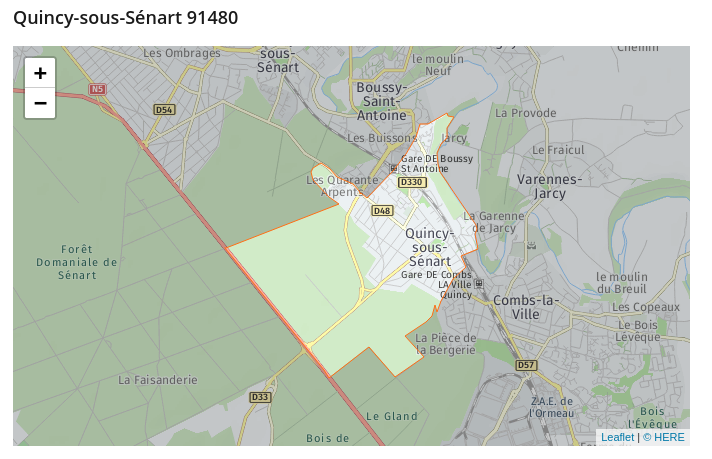 Quincy-sous-Sénart 91480
+
−
Les Ombrages
sous-
Sénart
Chemin
le moulin
Neuf
N5
D54
Boussy-
Saint-
Antoine
La Provode
Les Buissons
Jarcy
Le Fraicul
Gare DE Boussy
St Antoine
Les Quarante
Arpents
D330
Varennes-
Jarcy
D48
La Garenne
de Jarcy
Quincy-
sous-
Sénart
Forêt
Domaniale de
Sénart
Gare DE Combs
LA Ville
Quincy
le moulin
du Breuil
Combs-la-
Ville
Les Copeaux
Le Bois
L'évêque
La Pièce de
la Bergerie
D57
La Faisanderie
D33
Z.A.E. de
l'Ormeau
Le Gland
Bois
l'Évêque
Bois de
Leaflet | © HERE